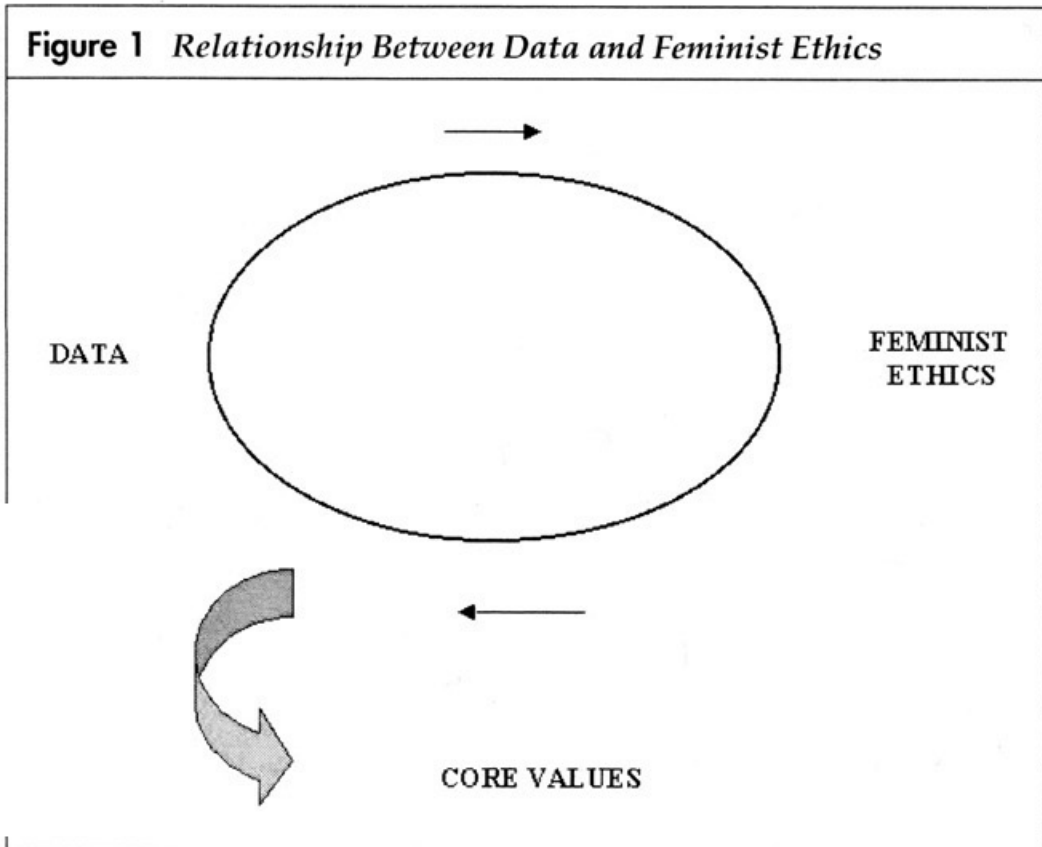 Figure 1 Relationship Between Data and Feminist Ethics
DATA
FEMINIST
ETHICS
CORE VALUES